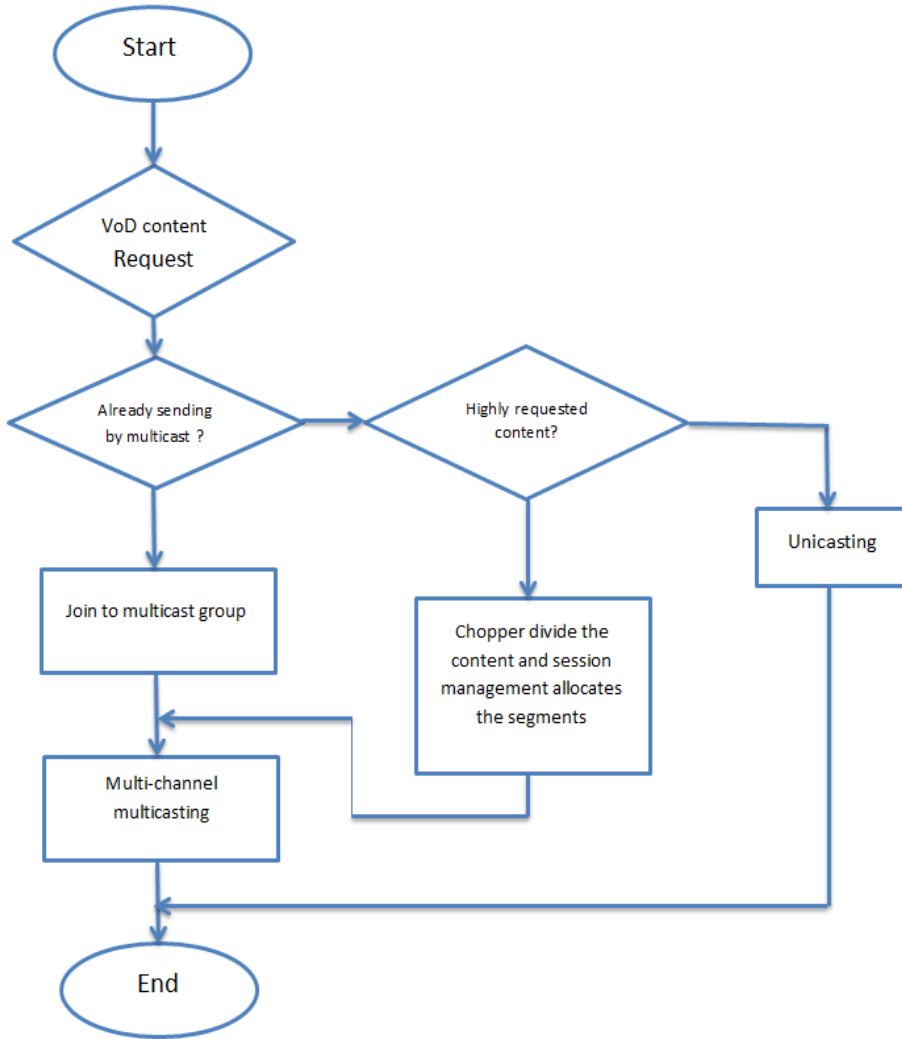 Start
VoD content
Request
Already sending
by multicast ?
Highly requested
content?
Unicasting
Join to multicast group
Chopper divide the
content and session
management allocates
the segments
Multi-channel
multicasting
End